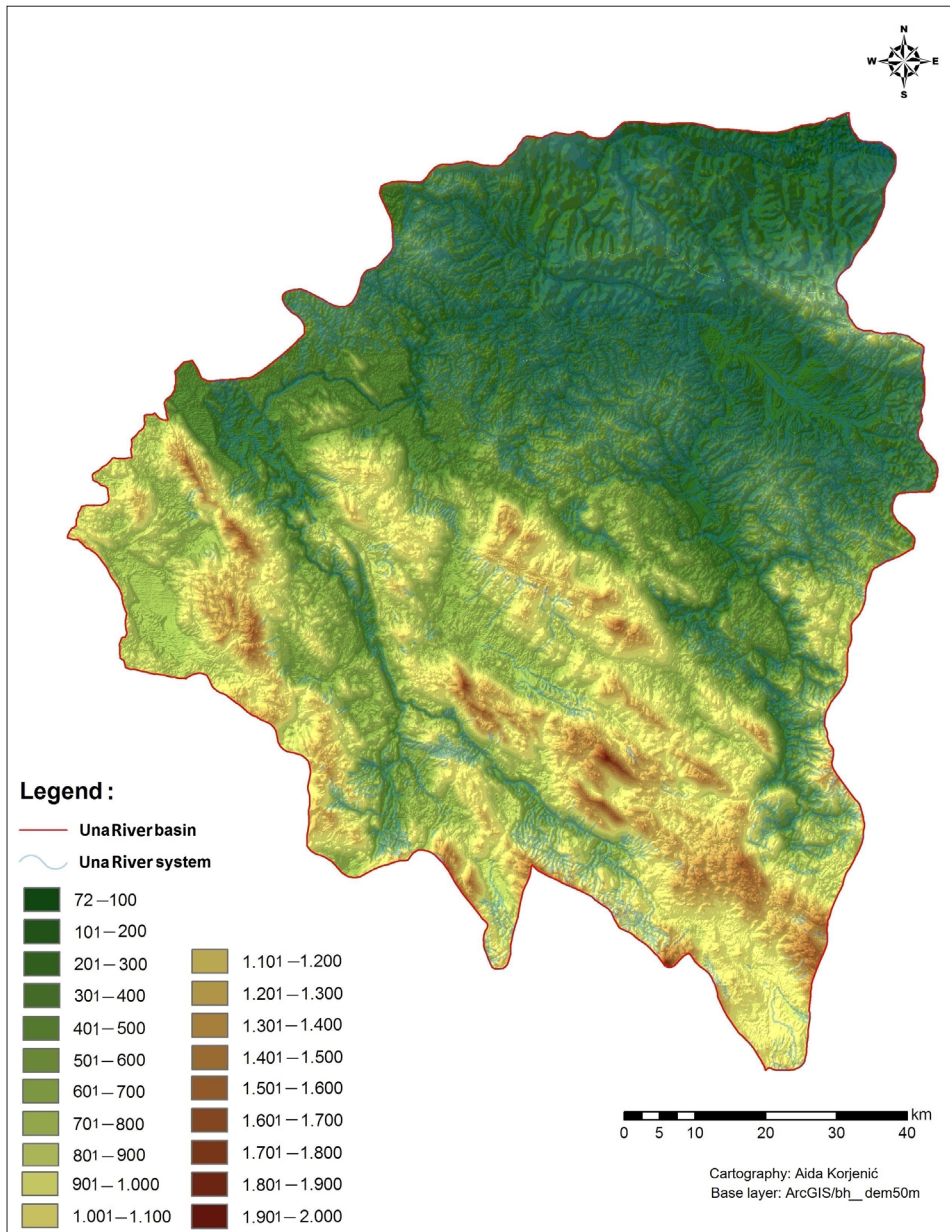 N
W E
S
Legend :
Una River basin
Una River system
72–100
101–200
201–300
301–400
401–500
501–600
601–700
701–800
801–900
901–1.000
1.001–1.100
1.101–1.200
1.201–1.300
1.301–1.400
1.401–1.500
1.501–1.600
1.601–1.700
1.701–1.800
1.801–1.900
1.901–2.000
km
0 5 10 20 30 40
Cartography: Aida Korjenić
Base layer: ArcGIS/bh_dem50m